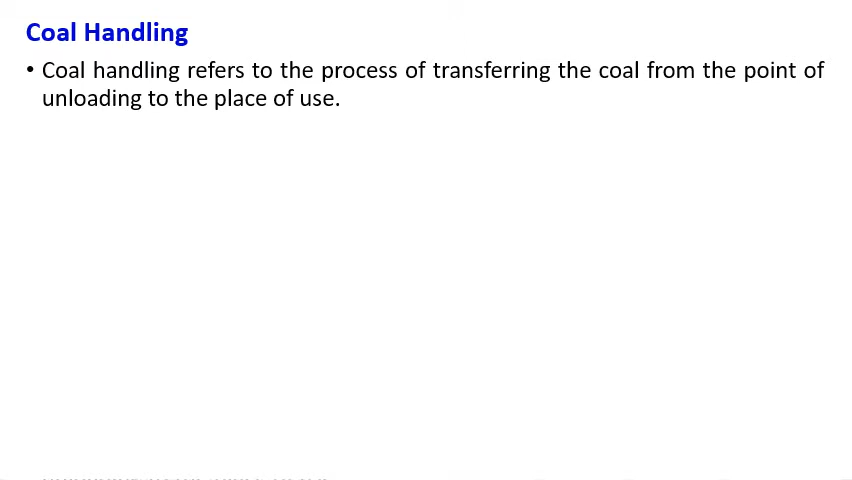 Coal Handling
• Coal handling refers to the process of transferring the coal from the point of
unloading to the place of use.